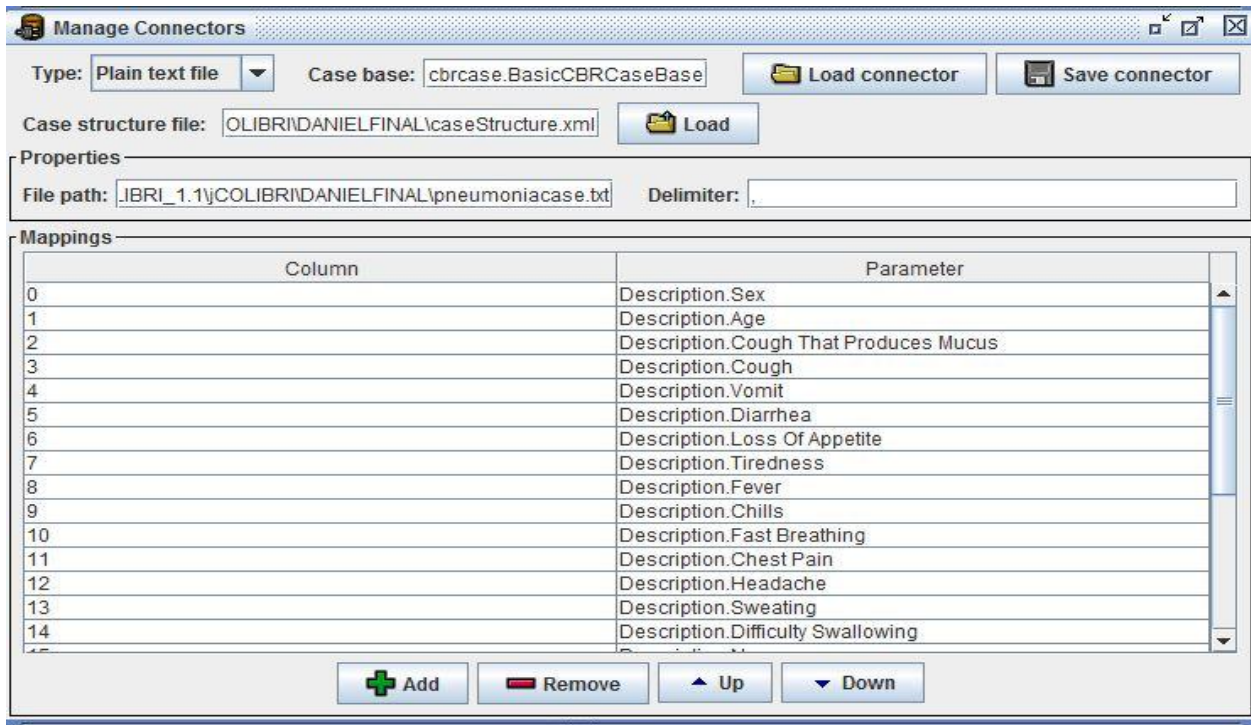 Manage Connectors
Type: Plain text file Case base: cbrcase.BasicCBRCaseBase Load connector Save connector
Case structure file: OLIBRI\DANIELFINAL\caseStructure.xml Load
Properties
File path: .IBRI_1.1\jCOLIBRI\DANIELFINAL\pneumoniacase.txt Delimiter: ,
Mappings
Column Parameter
0 Description.Sex
1 Description.Age
2 Description.Cough That Produces Mucus
3 Description.Cough
4 Description.Vomit
5 Description.Diarrhea
6 Description.Loss Of Appetite
7 Description.Tiredness
8 Description.Fever
9 Description.Chills
10 Description.Fast Breathing
11 Description.Chest Pain
12 Description.Headache
13 Description.Sweating
14 Description.Difficulty Swallowing
Add Remove Up Down